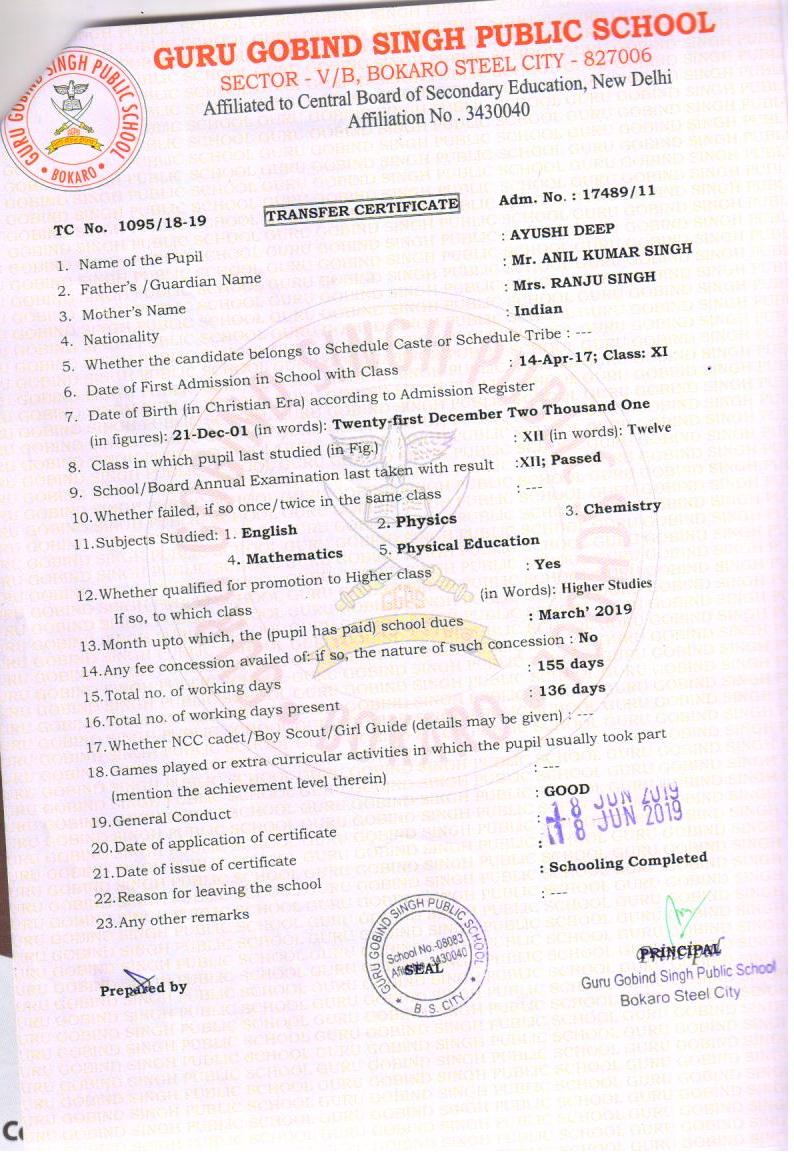 GURU GOBIND SINGH PUBLIC SCHOOL
SECTOR - V/B, BOKARO STEEL CITY - 827006
Affiliated to Central Board of Secondary Education, New Delhi
Affiliation No . 3430040
GURU GOBIND SINGH PUBLIC SCHOOL
• BOKARO •
TC No. 1095/18-19 TRANSFER CERTIFICATE Adm. No. : 17489/11
1. Name of the Pupil : AYUSHI DEEP
2. Father's /Guardian Name : Mr. ANIL KUMAR SINGH
3. Mother's Name : Mrs. RANJU SINGH
4. Nationality : Indian
5. Whether the candidate belongs to Schedule Caste or Schedule Tribe : ---
6. Date of First Admission in School with Class : 14-Apr-17; Class: XI
7. Date of Birth (in Christian Era) according to Admission Register
(in figures): 21-Dec-01 (in words): Twenty-first December Two Thousand One
8. Class in which pupil last studied (in Fig.) : XII (in words): Twelve
9. School/Board Annual Examination last taken with result :XII; Passed
10.Whether failed, if so once/twice in the same class : ---
11.Subjects Studied: 1. English 2. Physics 3. Chemistry
4. Mathematics 5. Physical Education
12.Whether qualified for promotion to Higher class : Yes
If so, to which class (in Words): Higher Studies
13.Month upto which, the (pupil has paid) school dues : March' 2019
14.Any fee concession availed of: if so, the nature of such concession : No
15.Total no. of working days : 155 days
16.Total no. of working days present : 136 days
17.Whether NCC cadet/Boy Scout/Girl Guide (details may be given) : ---
18.Games played or extra curricular activities in which the pupil usually took part
(mention the achievement level therein) : ---
19.General Conduct : GOOD
20.Date of application of certificate : 18 JUN 2019
21.Date of issue of certificate : 18 JUN 2019
22.Reason for leaving the school : Schooling Completed
23.Any other remarks : ---
GURU GOBIND SINGH PUBLIC SCHOOL
School No.-08083
Affil No.-3430040
SEAL
* B. S. CITY *
Prepared by
PRINCIPAL
Principal
Guru Gobind Singh Public School
Bokaro Steel City